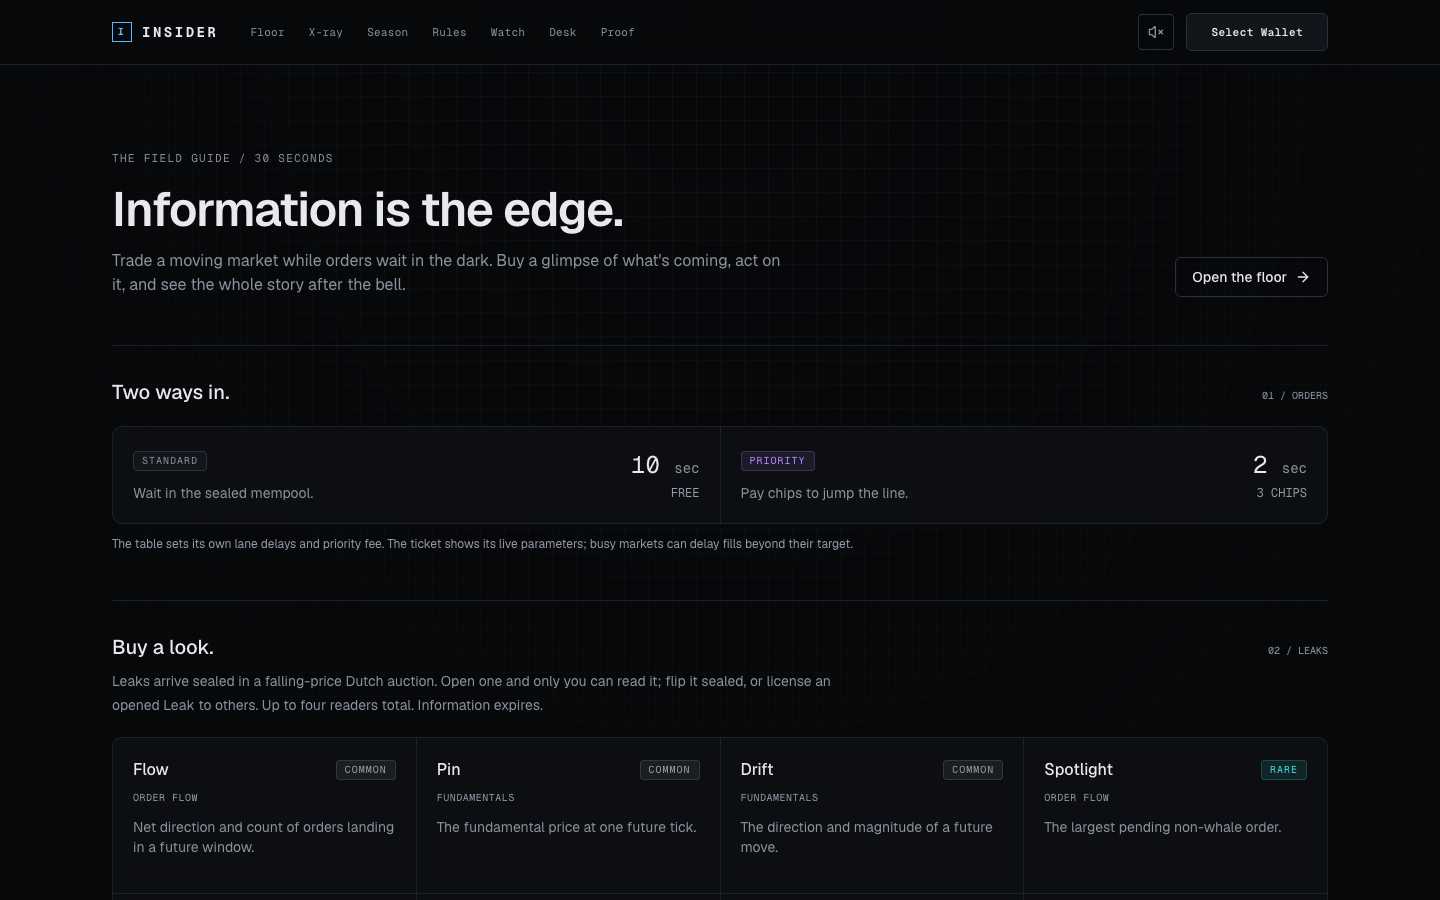 I INSIDER Floor X-ray Season Rules Watch Desk Proof Select Wallet
THE FIELD GUIDE / 30 SECONDS
Information is the edge.
Trade a moving market while orders wait in the dark. Buy a glimpse of what's coming, act on
it, and see the whole story after the bell.
Open the floor
Two ways in.
01 / ORDERS
STANDARD
10 sec
Wait in the sealed mempool.
FREE
PRIORITY
2 sec
Pay chips to jump the line.
3 CHIPS
The table sets its own lane delays and priority fee. The ticket shows its live parameters; busy markets can delay fills beyond their target.
Buy a look.
02 / LEAKS
Leaks arrive sealed in a falling-price Dutch auction. Open one and only you can read it; flip it sealed, or license an
opened Leak to others. Up to four readers total. Information expires.
Flow
COMMON
ORDER FLOW
Net direction and count of orders landing
in a future window.
Pin
COMMON
FUNDAMENTALS
The fundamental price at one future tick.
Drift
COMMON
FUNDAMENTALS
The direction and magnitude of a future
move.
Spotlight
RARE
ORDER FLOW
The largest pending non-whale order.